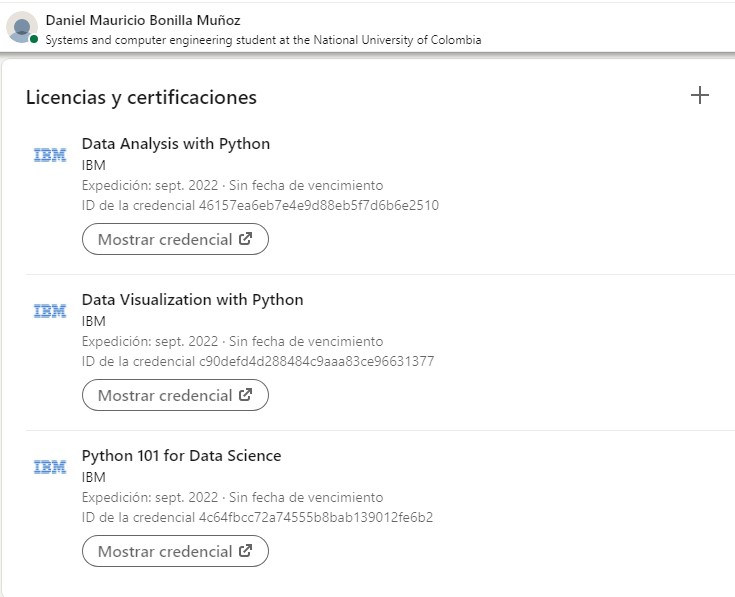 Daniel Mauricio Bonilla Muñoz
Systems and computer engineering student at the National University of Colombia
Licencias y certificaciones
IBM
Data Analysis with Python
IBM
Expedición: sept. 2022 · Sin fecha de vencimiento
ID de la credencial 46157ea6eb7e4e9d88eb5f7d6b6e2510
Mostrar credencial
IBM
Data Visualization with Python
IBM
Expedición: sept. 2022 · Sin fecha de vencimiento
ID de la credencial c90defd4d288484c9aaa83ce96631377
Mostrar credencial
IBM
Python 101 for Data Science
IBM
Expedición: sept. 2022 · Sin fecha de vencimiento
ID de la credencial 4c64fbcc72a74555b8bab139012fe6b2
Mostrar credencial